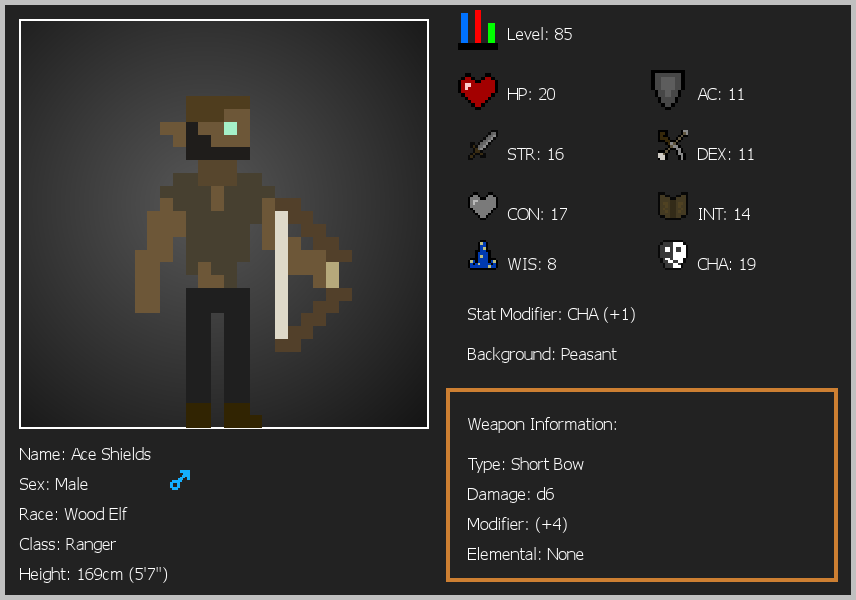 Level: 85
HP: 20
AC: 11
STR: 16
DEX: 11
CON: 17
INT: 14
WIS: 8
CHA: 19
Stat Modifier: CHA (+1)
Background: Peasant
Weapon Information:
Type: Short Bow
Damage: d6
Modifier: (+4)
Elemental: None
Name: Ace Shields
Sex: Male
Race: Wood Elf
Class: Ranger
Height: 169cm (5'7")